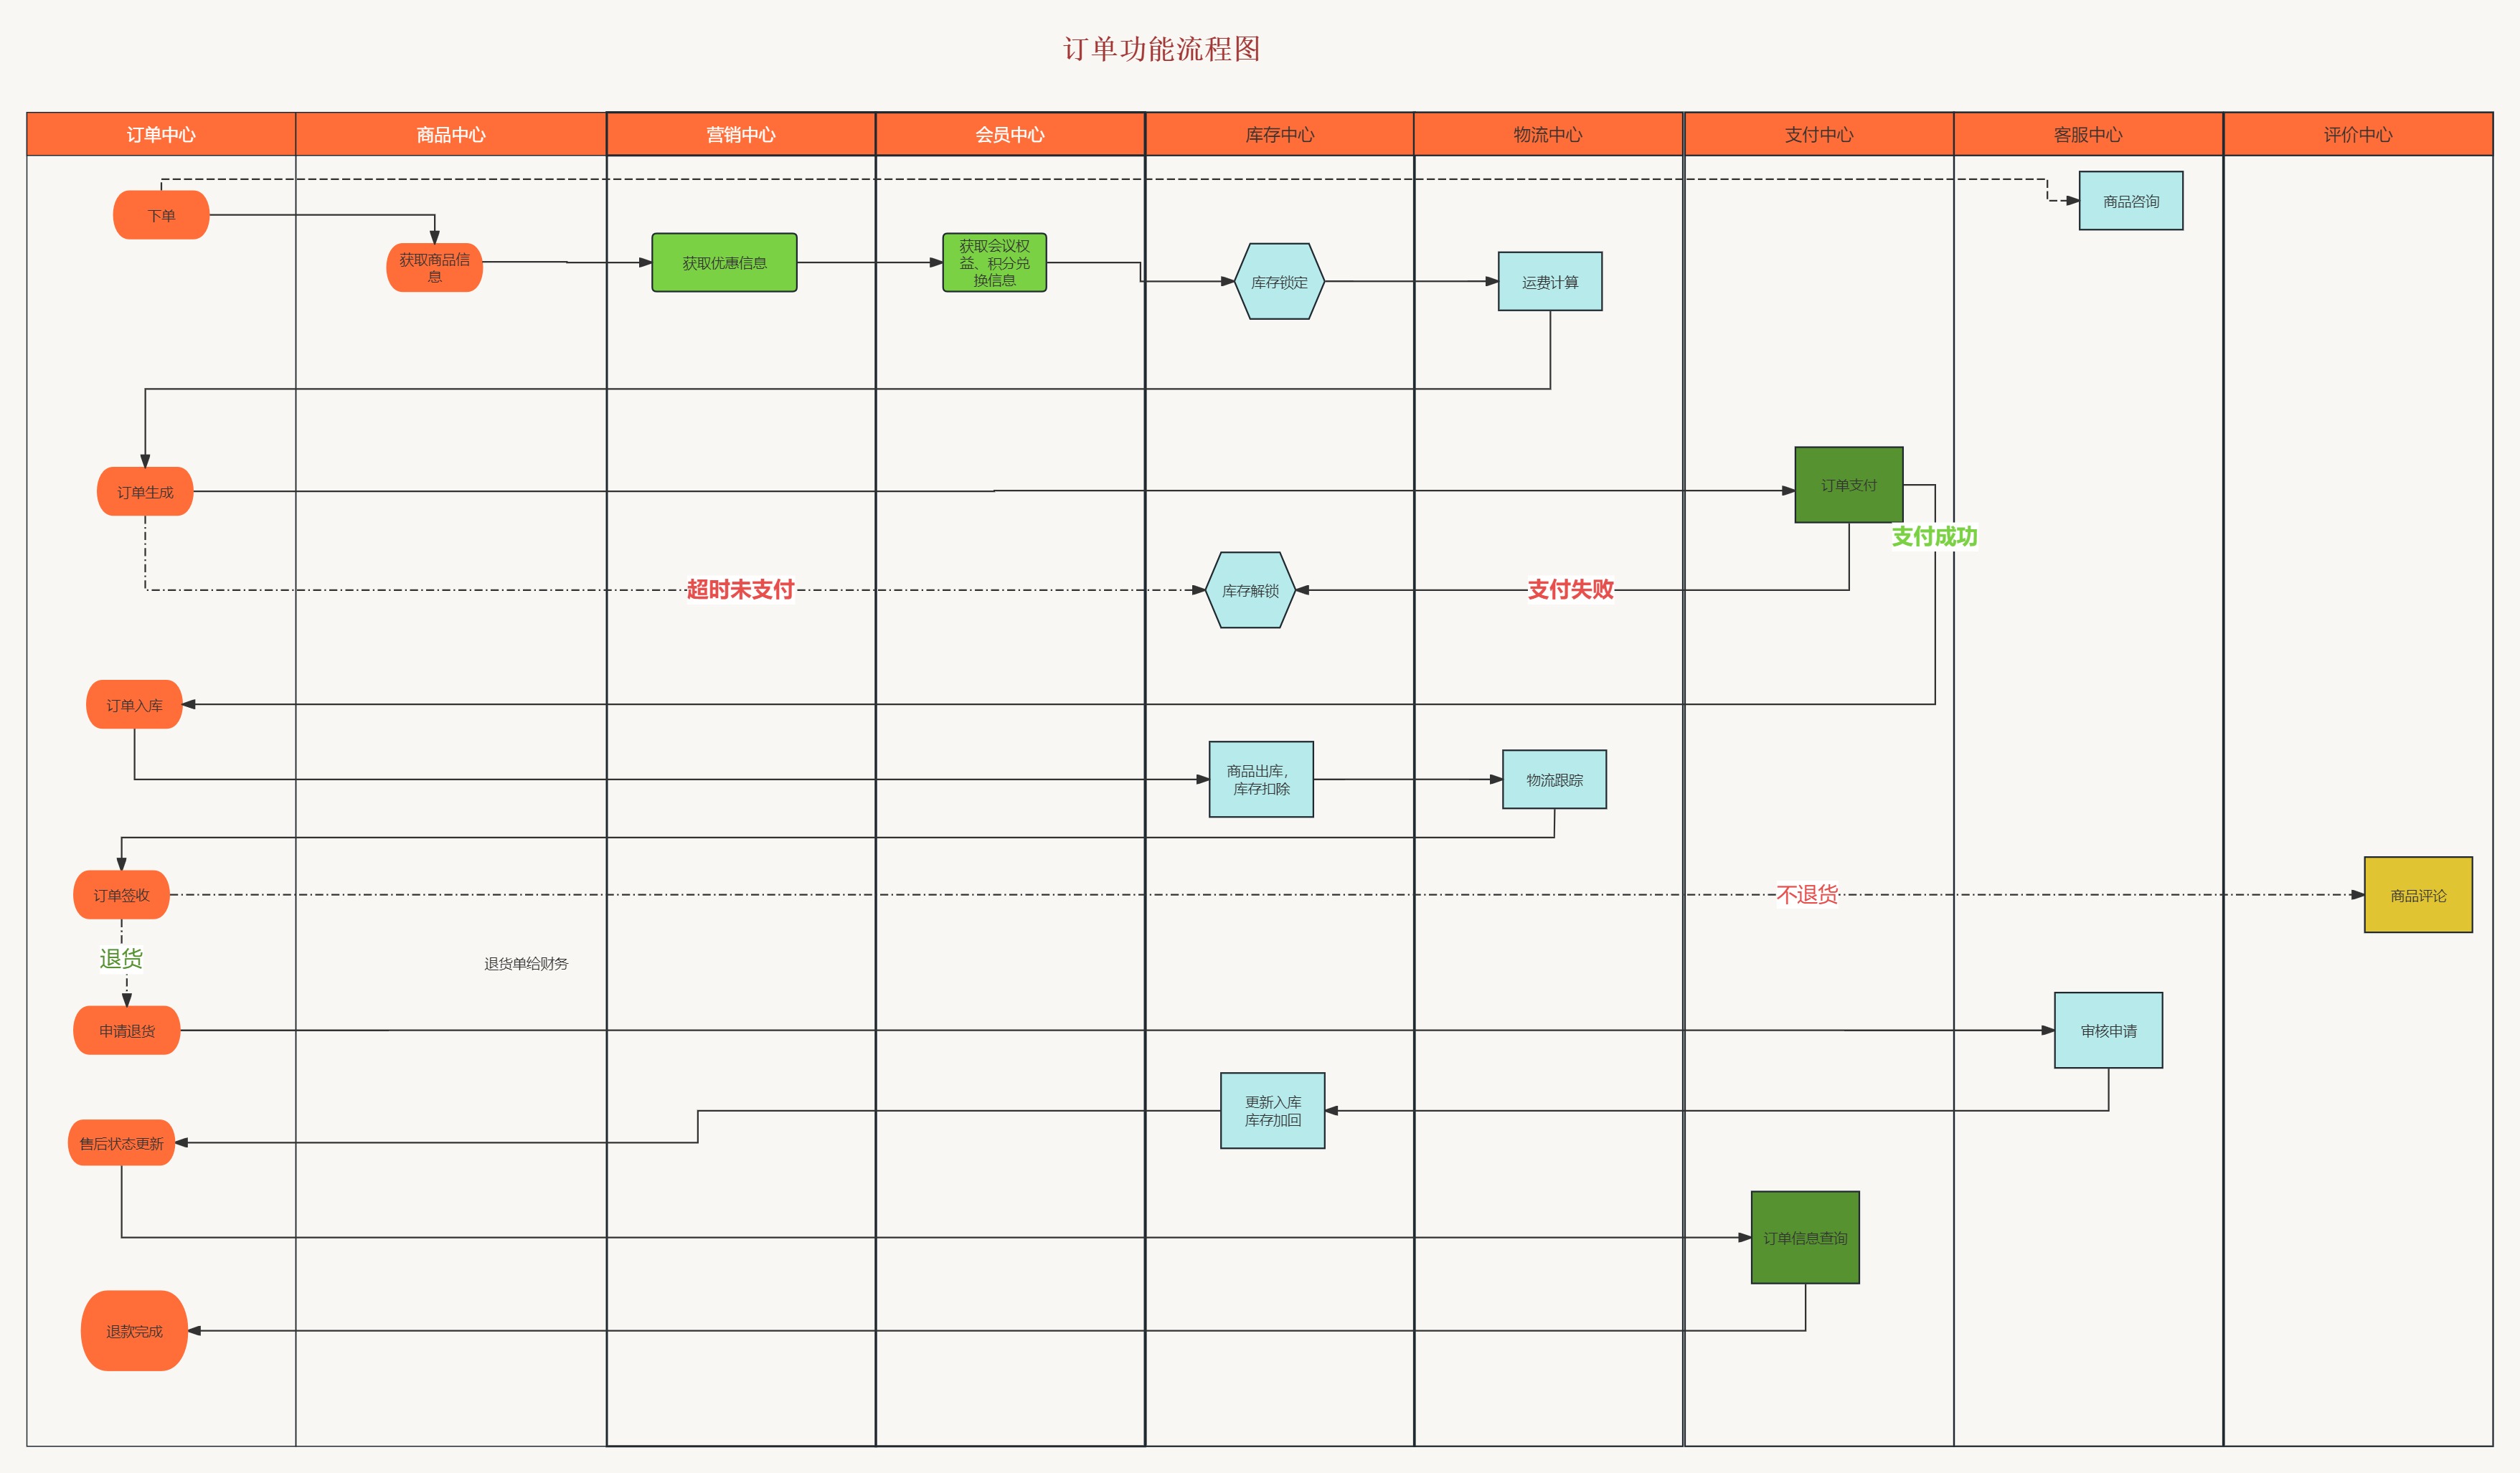 订单功能流程图
订单中心
商品中心
营销中心
会员中心
库存中心
物流中心
支付中心
客服中心
评价中心
下单
商品咨询
获取商品信
息
获取优惠信息
获取会议权
益、积分兑
换信息
库存锁定
运费计算
订单生成
订单支付
支付成功
超时未支付
库存解锁
支付失败
订单入库
商品出库，
库存扣除
物流跟踪
订单签收
不退货
商品评论
退货
退货单给财务
申请退货
审核申请
更新入库
库存加回
售后状态更新
订单信息查询
退款完成